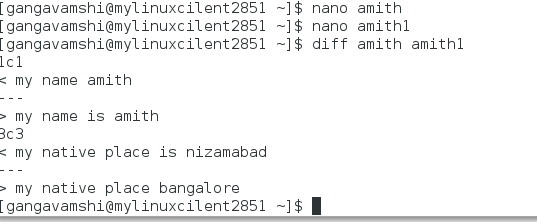 [gangavamshi@mylinuxcilent2851 ~]$ nano amith
[gangavamshi@mylinuxcilent2851 ~]$ nano amith1
[gangavamshi@mylinuxcilent2851 ~]$ diff amith amith1
1c1
< my name amith
---
> my name is amith
3c3
< my native place is nizamabad
---
> my native place bangalore
[gangavamshi@mylinuxcilent2851 ~]$